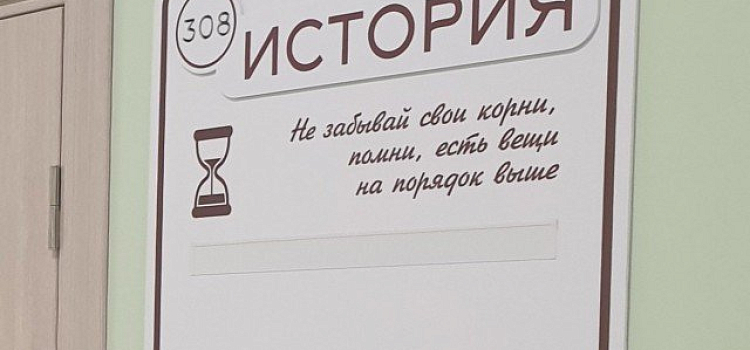 308
ИСТОРИЯ
Не забывай свои корни,
помни, есть вещи
на порядок выше